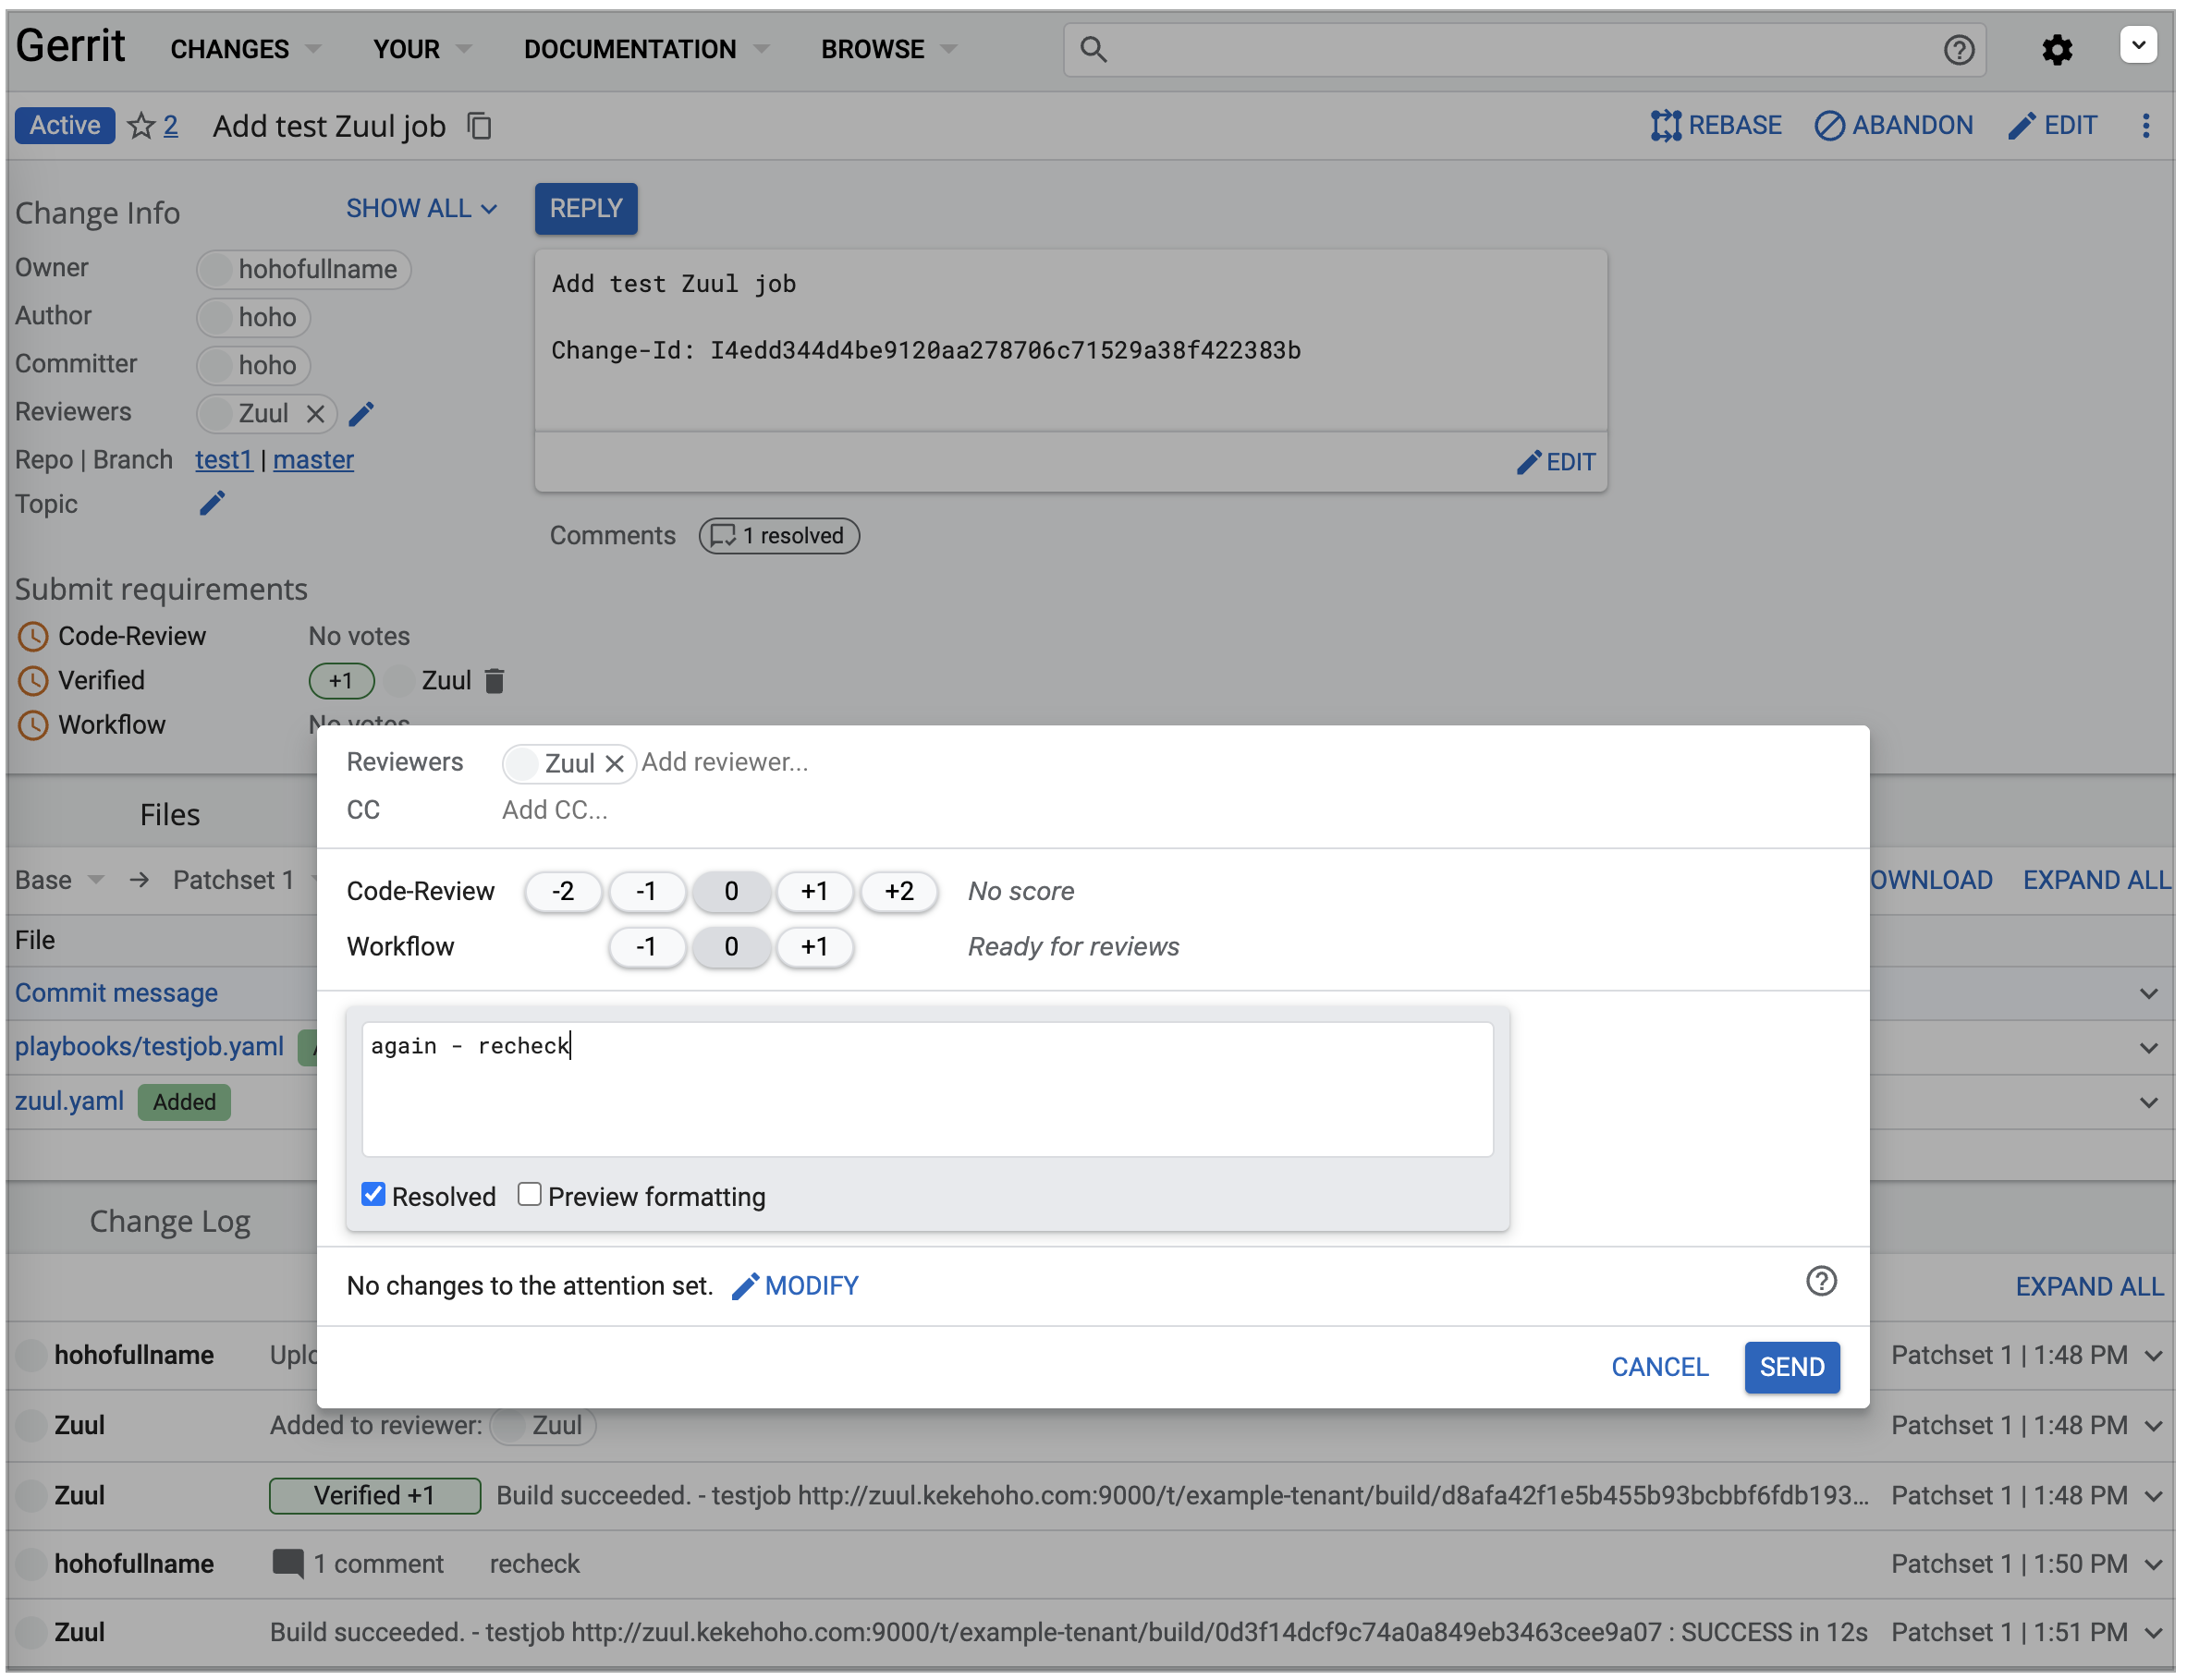 Gerrit CHANGES YOUR DOCUMENTATION BROWSE
Active 2 Add test Zuul job REBASE ABANDON EDIT
Change Info SHOW ALL REPLY
Owner hohofullname
Author hoho
Committer hoho
Reviewers Zuul
Repo | Branch test1 | master
Topic
Add test Zuul job
Change-Id: I4edd344d4be9120aa278706c71529a38f422383b
EDIT
Comments 1 resolved
Submit requirements
Code-Review No votes
Verified +1 Zuul
Workflow No votes
Reviewers Zuul Add reviewer...
CC Add CC...
Code-Review -2 -1 0 +1 +2 No score
Workflow -1 0 +1 Ready for reviews
again - recheck
Resolved Preview formatting
No changes to the attention set. MODIFY
CANCEL SEND
Files
Base → Patchset 1 OWNLOAD EXPAND ALL
File
Commit message
playbooks/testjob.yaml
zuul.yaml Added
Change Log
EXPAND ALL
hohofullname Uplo Patchset 1 | 1:48 PM
Zuul Added to reviewer: Zuul Patchset 1 | 1:48 PM
Zuul Verified +1 Build succeeded. - testjob http://zuul.kekehoho.com:9000/t/example-tenant/build/d8afa42f1e5b455b93bcbbf6fdb193... Patchset 1 | 1:48 PM
hohofullname 1 comment recheck Patchset 1 | 1:50 PM
Zuul Build succeeded. - testjob http://zuul.kekehoho.com:9000/t/example-tenant/build/0d3f14dcf9c74a0a849eb3463cee9a07 : SUCCESS in 12s Patchset 1 | 1:51 PM